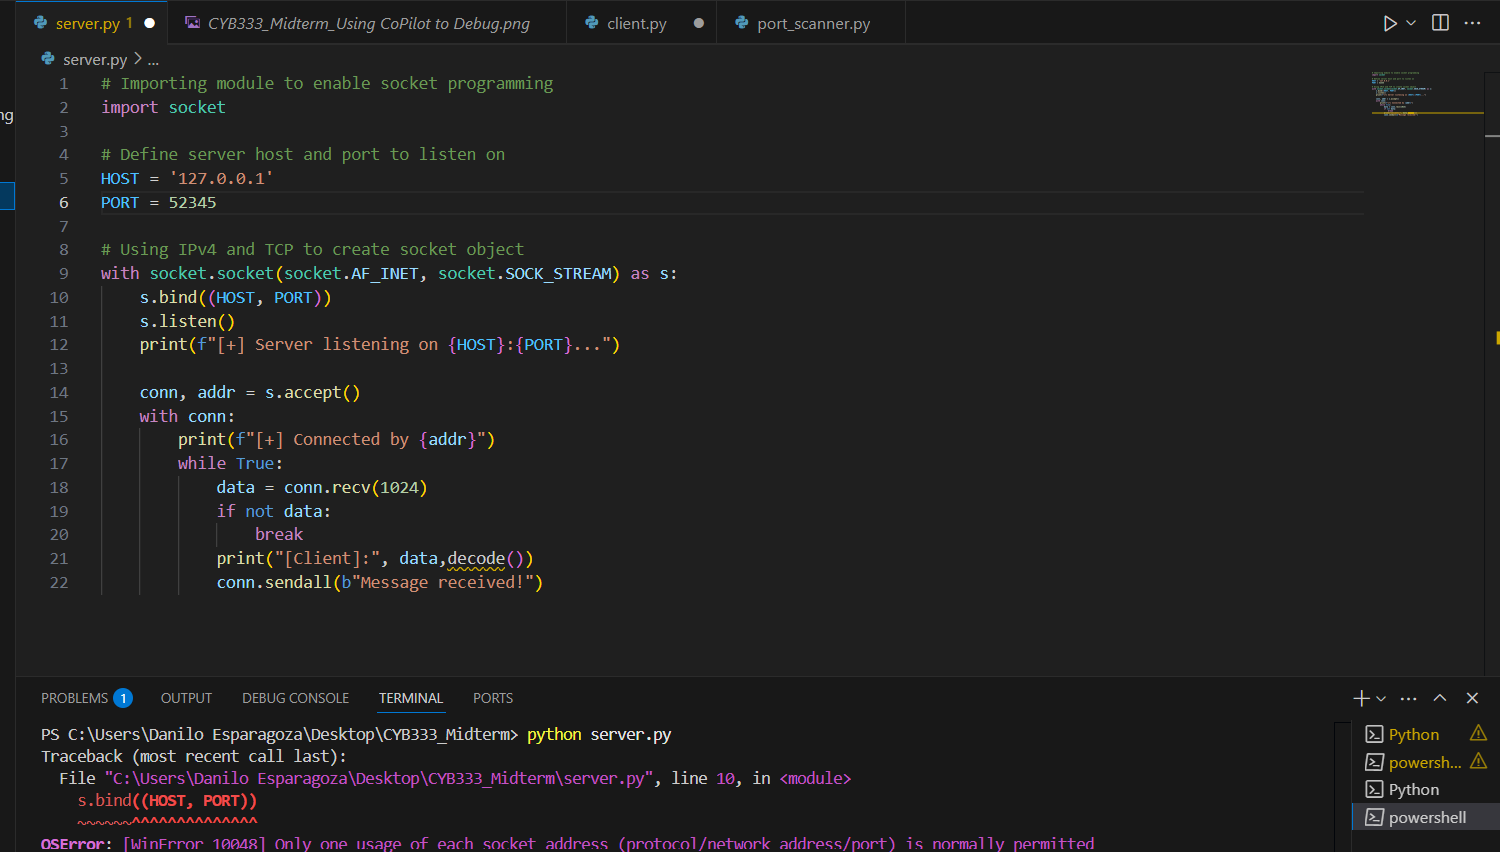 server.py 1
CYB333_Midterm_Using CoPilot to Debug.png
client.py
port_scanner.py
server.py > ...
ng
1 # Importing module to enable socket programming
2 import socket
3
4 # Define server host and port to listen on
5 HOST = '127.0.0.1'
6 PORT = 52345
7
8 # Using IPv4 and TCP to create socket object
9 with socket.socket(socket.AF_INET, socket.SOCK_STREAM) as s:
10 s.bind((HOST, PORT))
11 s.listen()
12 print(f"[+] Server listening on {HOST}:{PORT}...")
13
14 conn, addr = s.accept()
15 with conn:
16 print(f"[+] Connected by {addr}")
17 while True:
18 data = conn.recv(1024)
19 if not data:
20 break
21 print("[Client]:", data,decode())
22 conn.sendall(b"Message received!")
PROBLEMS 1 OUTPUT DEBUG CONSOLE TERMINAL PORTS
PS C:\Users\Danilo Esparagoza\Desktop\CYB333_Midterm> python server.py
Traceback (most recent call last):
File "C:\Users\Danilo Esparagoza\Desktop\CYB333_Midterm\server.py", line 10, in <module>
s.bind((HOST, PORT))
~~~~~~^^^^^^^^^^^^^^
OSError: [WinError 10048] Only one usage of each socket address (protocol/network address/port) is normally permitted
Python
powersh...
Python
powershell